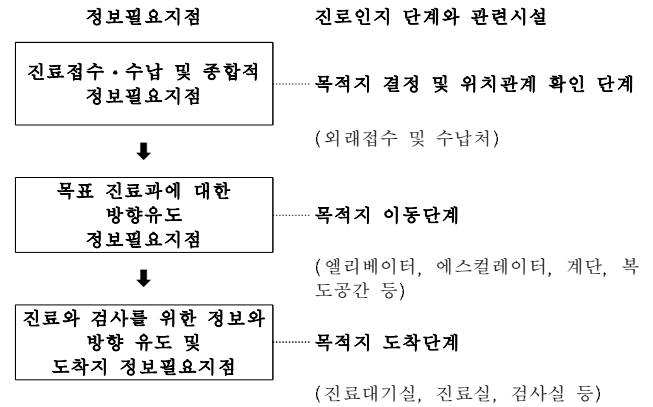 정보필요지점
진로인지 단계와 관련시설
진료접수・수납 및 종합적
정보필요지점
목적지 결정 및 위치관계 확인 단계
(외래접수 및 수납처)
목표 진료과에 대한
방향유도
정보필요지점
목적지 이동단계
(엘리베이터, 에스컬레이터, 계단, 복
도공간 등)
진료와 검사를 위한 정보와
방향 유도 및
도착지 정보필요지점
목적지 도착단계
(진료대기실, 진료실, 검사실 등)